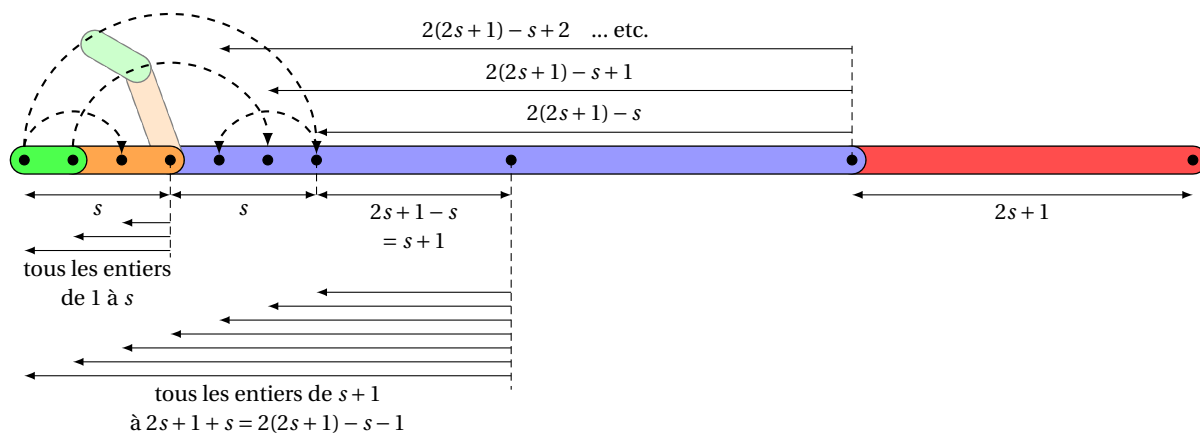 2(2s+1)−s+2 ... etc.
2(2s+1)−s+1
2(2s+1)−s
s
s
2s+1−s
= s+1
2s+1
tous les entiers
de 1 à s
tous les entiers de s+1
à 2s+1+s = 2(2s+1)−s−1